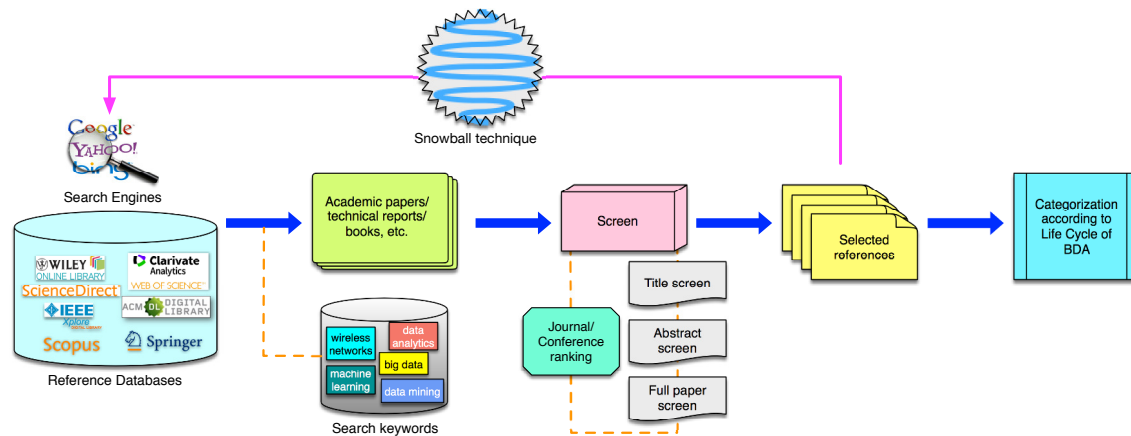 Snowball technique
Google
YAHOO!
bing
Search Engines
WILEY
ONLINE LIBRARY
Clarivate
Analytics
WEB OF SCIENCE™
ScienceDirect
IEEE
Xplore
DIGITAL LIBRARY
ACM DL DIGITAL
LIBRARY
Scopus
Springer
Reference Databases
Academic papers/
technical reports/
books, etc.
wireless
networks
data
analytics
big data
machine
learning
data mining
Search keywords
Screen
Journal/
Conference
ranking
Title screen
Abstract
screen
Full paper
screen
Selected
references
Categorization
according to
Life Cycle of
BDA